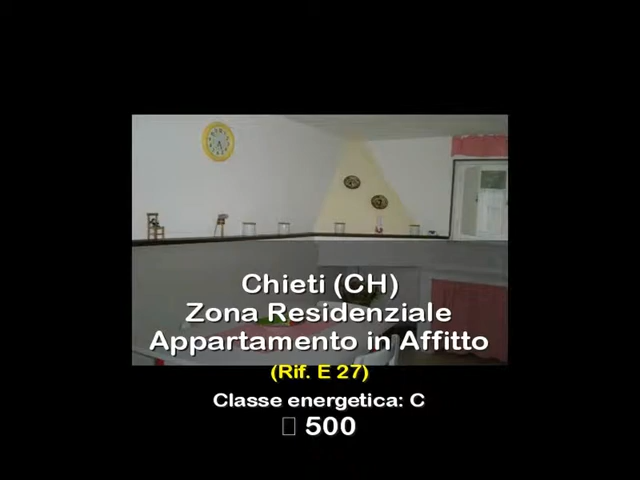 Chieti (CH)
Zona Residenziale
Appartamento in Affitto
(Rif. E 27)
Classe energetica: C
500